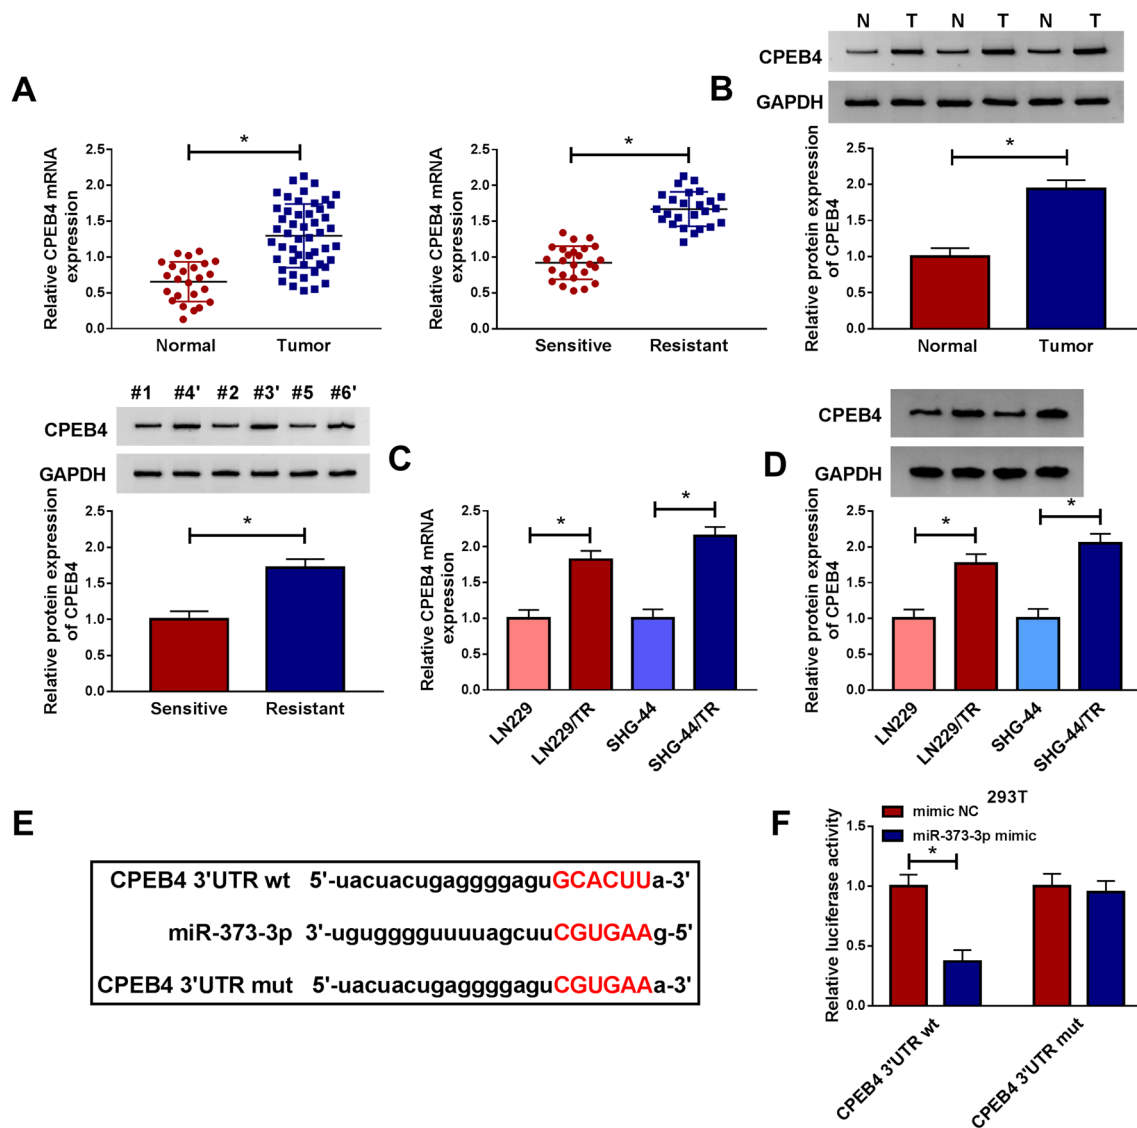 A
Relative CPEB4 mRNA
expression
2.5
2.0
1.5
1.0
0.5
0.0
*
Normal
Tumor
Relative CPEB4 mRNA
expression
2.5
2.0
1.5
1.0
0.5
0.0
*
Sensitive
Resistant
B
N T N T N T
CPEB4
GAPDH
Relative protein expression
of CPEB4
2.5
2.0
1.5
1.0
0.5
0.0
*
Normal
Tumor
#1 #4' #2 #3' #5 #6'
CPEB4
GAPDH
Relative protein expression
of CPEB4
2.5
2.0
1.5
1.0
0.5
0.0
*
Sensitive
Resistant
C
Relative CPEB4 mRNA
expression
2.5
2.0
1.5
1.0
0.5
0.0
*
*
LN229
LN229/TR
SHG-44
SHG-44/TR
D
CPEB4
GAPDH
Relative protein expression
of CPEB4
2.5
2.0
1.5
1.0
0.5
0.0
*
*
LN229
LN229/TR
SHG-44
SHG-44/TR
E
CPEB4 3'UTR wt 5'-uacuacugaggggaguGCACUUa-3'
miR-373-3p 3'-ugugggguuuuagcuuCGUGAAg-5'
CPEB4 3'UTR mut 5'-uacuacugaggggaguCGUGAAa-3'
F
293T
mimic NC
miR-373-3p mimic
Relative luciferase activity
1.5
1.0
0.5
0.0
*
CPEB4 3'UTR wt
CPEB4 3'UTR mut